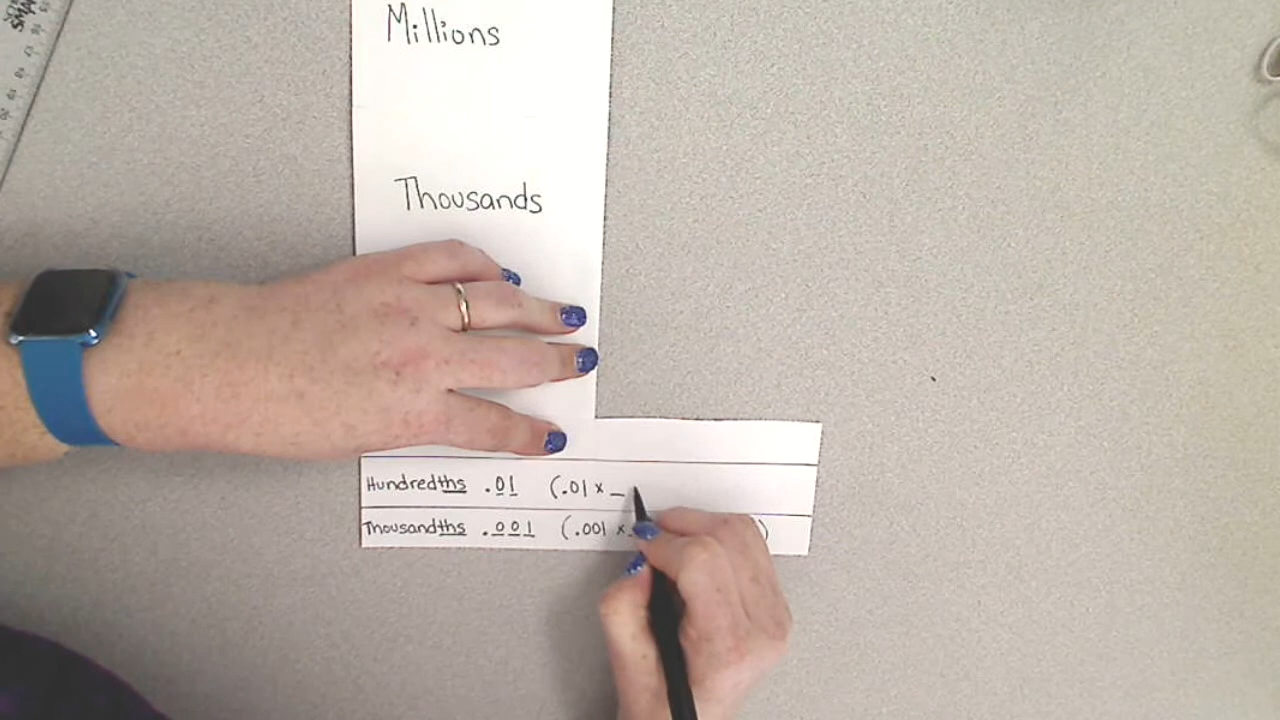 Millions
Thousands
Hundredths .01 (.01 x _
Thousandths .001 (.001 x )